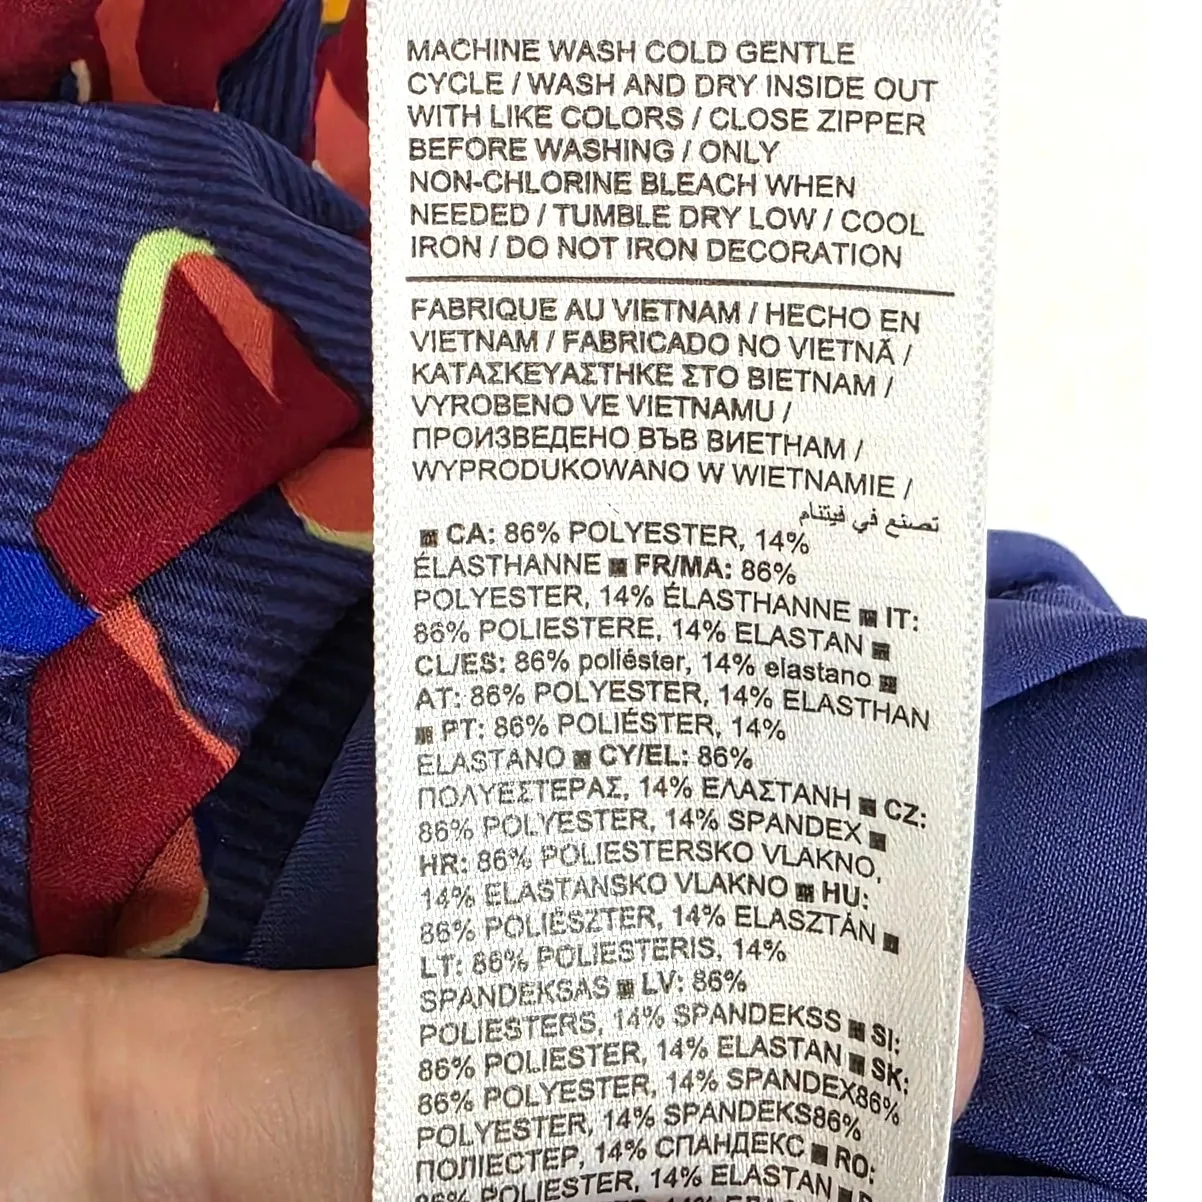 MACHINE WASH COLD GENTLE
CYCLE / WASH AND DRY INSIDE OUT
WITH LIKE COLORS / CLOSE ZIPPER
BEFORE WASHING / ONLY
NON-CHLORINE BLEACH WHEN
NEEDED / TUMBLE DRY LOW / COOL
IRON / DO NOT IRON DECORATION
FABRIQUE AU VIETNAM / HECHO EN
VIETNAM / FABRICADO NO VIETNÃ /
ΚΑΤΑΣΚΕΥΑΣΤΗΚΕ ΣΤΟ ΒΙΕΤΝΑΜ /
VYROBENO VE VIETNAMU /
ПРОИЗВЕДЕНО ВЪВ ВИЕТНАМ /
WYPRODUKOWANO W WIETNAMIE /
تصنع في فيتنام
■ CA: 86% POLYESTER, 14%
ÉLASTHANNE ■ FR/MA: 86%
POLYESTER, 14% ÉLASTHANNE ■ IT:
86% POLIESTERE, 14% ELASTAN ■
CL/ES: 86% poliéster, 14% elastano ■
AT: 86% POLYESTER, 14% ELASTHAN
■ PT: 86% POLIÉSTER, 14%
ELASTANO ■ CY/EL: 86%
ΠΟΛΥΕΣΤΕΡΑΣ, 14% ΕΛΑΣΤΑΝΗ ■ CZ:
86% POLYESTER, 14% SPANDEX ■
HR: 86% POLIESTERSKO VLAKNO,
14% ELASTANSKO VLAKNO ■ HU:
86% POLIÉSZTER, 14% ELASZTÁN ■
LT: 86% POLIESTERIS, 14%
SPANDEKSAS ■ LV: 86%
POLIESTERS, 14% SPANDEKSS ■ SI:
86% POLIESTER, 14% ELASTAN ■ SK:
86% POLYESTER, 14% SPANDEX86%
POLYESTER, 14% SPANDEKS86%
ПОЛІЕСТЕР, 14% СПАНДЕКС ■ RO:
86% POLIESTER, 14% ELASTAN ■